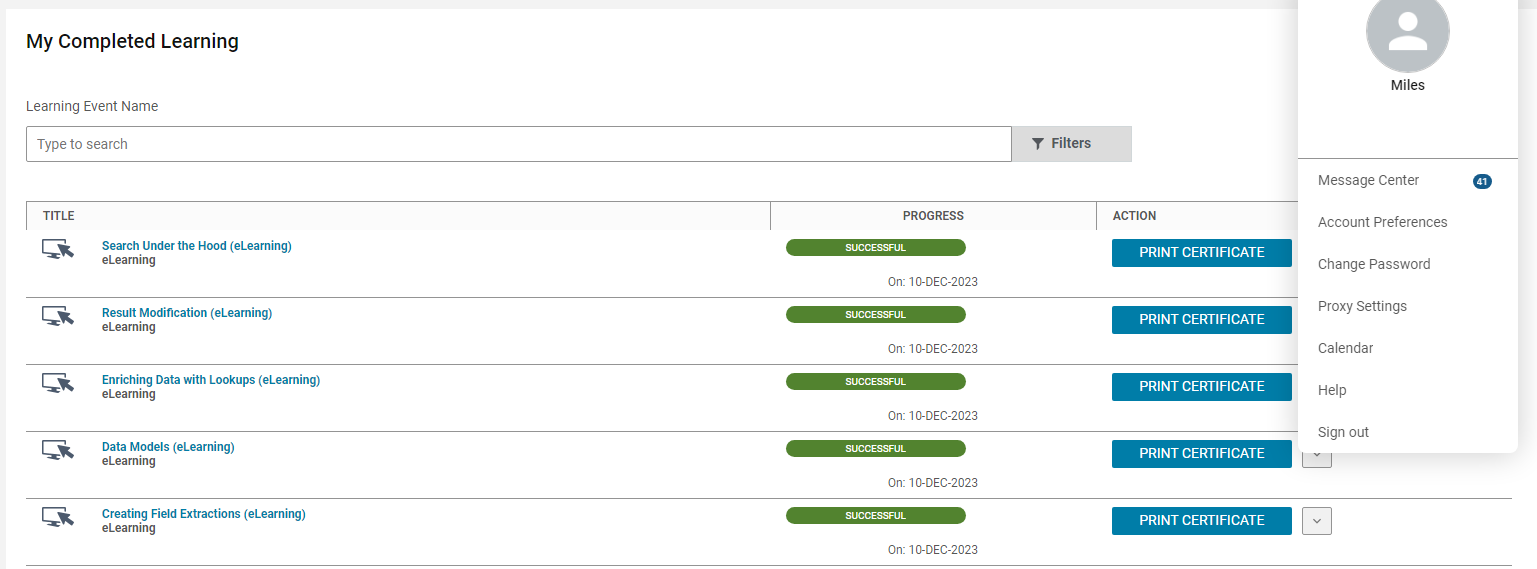 My Completed Learning
Miles
Learning Event Name
Type to search
Filters
Message Center 41
Account Preferences
Change Password
Proxy Settings
Calendar
Help
Sign out
TITLE PROGRESS ACTION
Search Under the Hood (eLearning)
eLearning
SUCCESSFUL
On: 10-DEC-2023
PRINT CERTIFICATE
Result Modification (eLearning)
eLearning
SUCCESSFUL
On: 10-DEC-2023
PRINT CERTIFICATE
Enriching Data with Lookups (eLearning)
eLearning
SUCCESSFUL
On: 10-DEC-2023
PRINT CERTIFICATE
Data Models (eLearning)
eLearning
SUCCESSFUL
On: 10-DEC-2023
PRINT CERTIFICATE
Creating Field Extractions (eLearning)
eLearning
SUCCESSFUL
On: 10-DEC-2023
PRINT CERTIFICATE